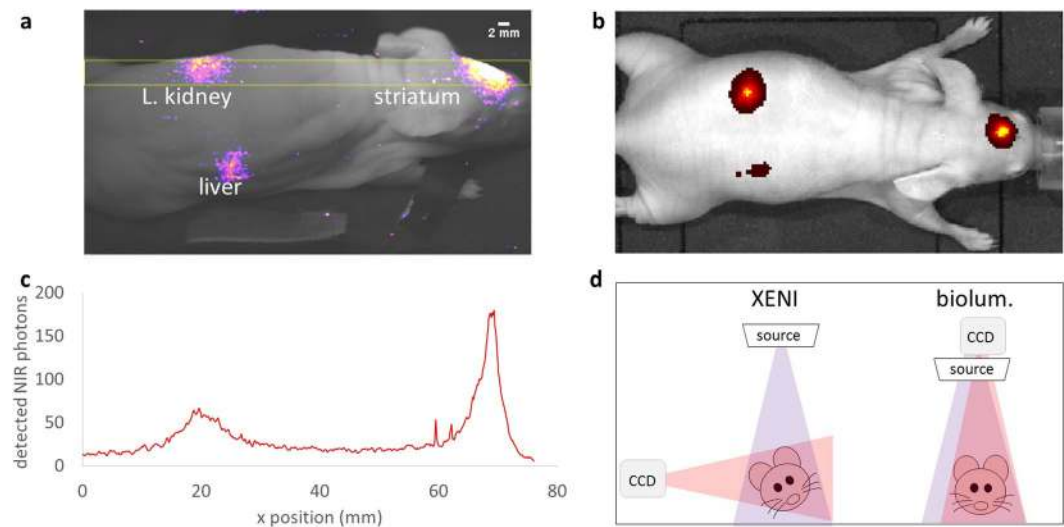 a
2 mm
L. kidney
striatum
liver
b
c
200
150
100
50
0
detected NIR photons
0 20 40 60 80
x position (mm)
d
XENI
biolum.
source
CCD
source
CCD